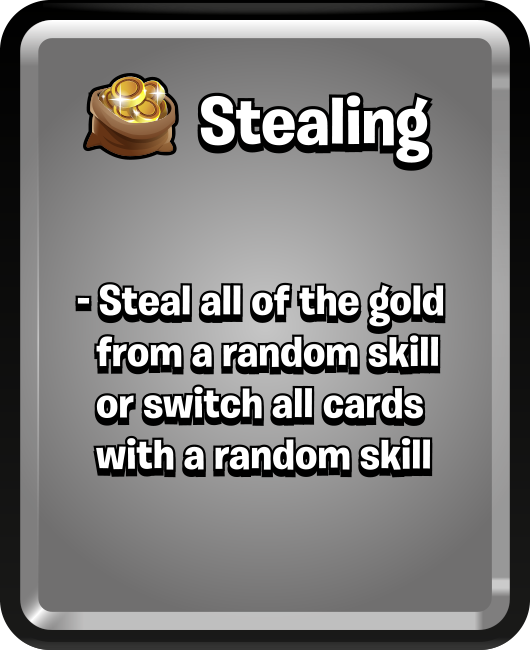 Stealing
- Steal all of the gold
from a random skill
or switch all cards
with a random skill